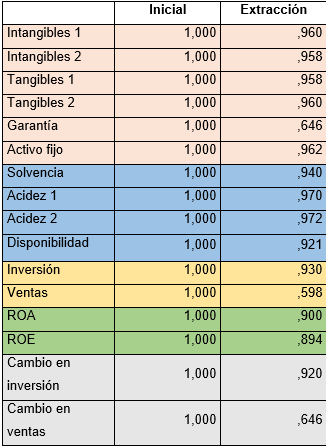 Inicial Extracción
Intangibles 1 1,000 ,960
Intangibles 2 1,000 ,958
Tangibles 1 1,000 ,958
Tangibles 2 1,000 ,960
Garantía 1,000 ,646
Activo fijo 1,000 ,962
Solvencia 1,000 ,940
Acidez 1 1,000 ,970
Acidez 2 1,000 ,972
Disponibilidad 1,000 ,921
Inversión 1,000 ,930
Ventas 1,000 ,598
ROA 1,000 ,900
ROE 1,000 ,894
Cambio en
inversión 1,000 ,920
Cambio en
ventas 1,000 ,646